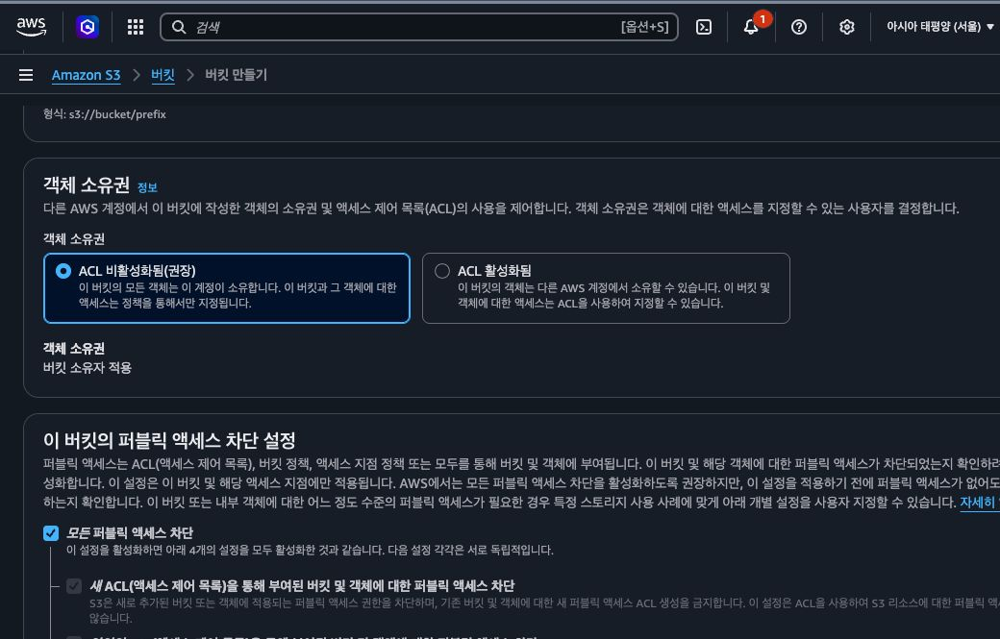 aws
검색
[옵션+S]
1
아시아 태평양 (서울)
Amazon S3
버킷
버킷 만들기
형식: s3://bucket/prefix
객체 소유권 정보
다른 AWS 계정에서 이 버킷에 작성한 객체의 소유권 및 액세스 제어 목록(ACL)의 사용을 제어합니다. 객체 소유권은 객체에 대한 액세스를 지정할 수 있는 사용자를 결정합니다.
객체 소유권
ACL 비활성화됨(권장)
이 버킷의 모든 객체는 이 계정이 소유합니다. 이 버킷과 그 객체에 대한
액세스는 정책을 통해서만 지정됩니다.
ACL 활성화됨
이 버킷의 객체는 다른 AWS 계정에서 소유할 수 있습니다. 이 버킷 및
객체에 대한 액세스는 ACL을 사용하여 지정할 수 있습니다.
객체 소유권
버킷 소유자 적용
이 버킷의 퍼블릭 액세스 차단 설정
퍼블릭 액세스는 ACL(액세스 제어 목록), 버킷 정책, 액세스 지점 정책 또는 모두를 통해 버킷 및 객체에 부여됩니다. 이 버킷 및 해당 객체에 대한 퍼블릭 액세스가 차단되었는지 확인하려
성화합니다. 이 설정은 이 버킷 및 해당 액세스 지점에만 적용됩니다. AWS에서는 모든 퍼블릭 액세스 차단을 활성화하도록 권장하지만, 이 설정을 적용하기 전에 퍼블릭 액세스가 없어도
하는지 확인합니다. 이 버킷 또는 내부 객체에 대한 어느 정도 수준의 퍼블릭 액세스가 필요한 경우 특정 스토리지 사용 사례에 맞게 아래 개별 설정을 사용자 지정할 수 있습니다. 자세히
모든 퍼블릭 액세스 차단
이 설정을 활성화하면 아래 4개의 설정을 모두 활성화한 것과 같습니다. 다음 설정 각각은 서로 독립적입니다.
새 ACL(액세스 제어 목록)을 통해 부여된 버킷 및 객체에 대한 퍼블릭 액세스 차단
S3은 새로 추가된 버킷 또는 객체에 적용되는 퍼블릭 액세스 권한을 차단하며, 기존 버킷 및 객체에 대한 새 퍼블릭 액세스 ACL 생성을 금지합니다. 이 설정은 ACL을 사용하여 S3 리소스에 대한 퍼블릭 액
않습니다.